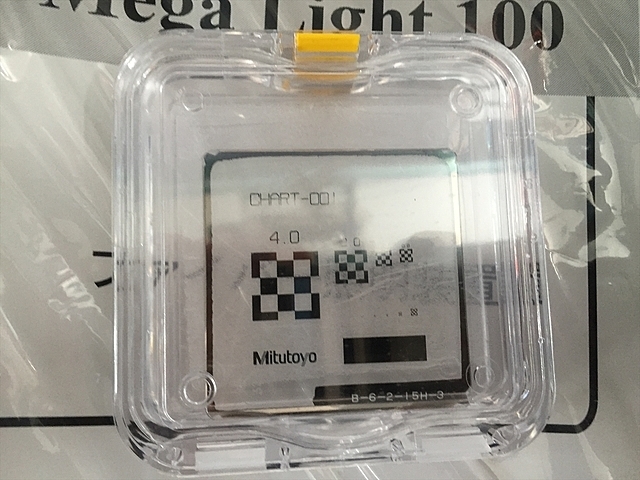 Mega Light 100
CHART-001
4.0
Mitutoyo
B-6-2-15H-3